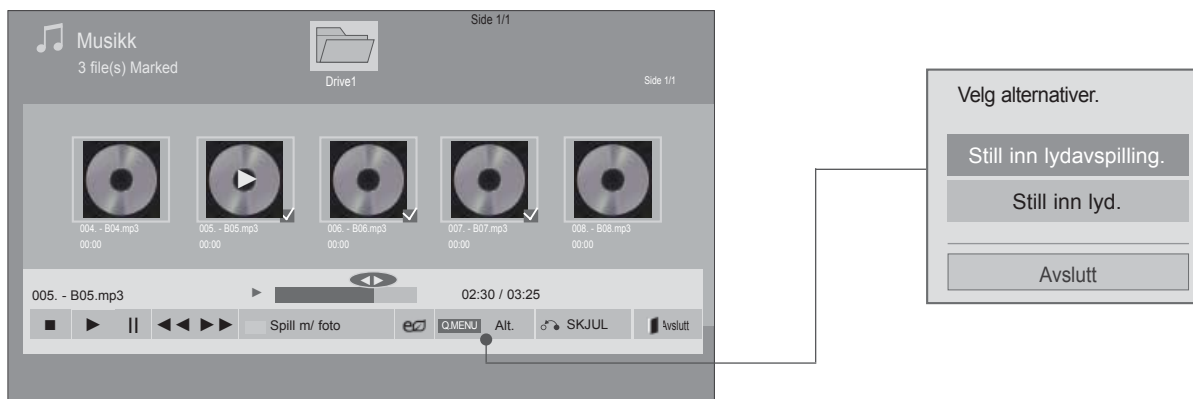 Side 1/1
Musikk
3 file(s) Marked
Drive1
Side 1/1
004. - B04.mp3
00:00
005. - B05.mp3
00:00
006. - B06.mp3
00:00
007. - B07.mp3
00:00
008. - B08.mp3
00:00
005. - B05.mp3
02:30 / 03:25
Spill m/ foto
Q.MENU Alt.
SKJUL
Avslutt
Velg alternativer.
Still inn lydavspilling.
Still inn lyd.
Avslutt